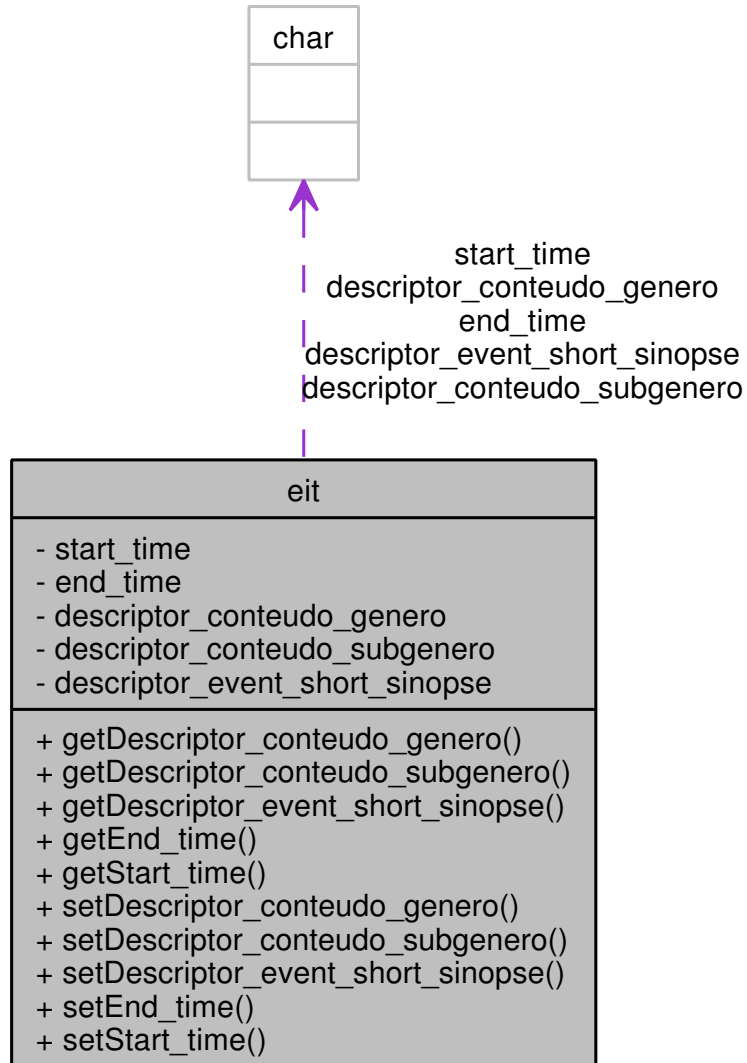 char
start_time
descriptor_conteudo_genero
end_time
descriptor_event_short_sinopse
descriptor_conteudo_subgenero
eit
- start_time
- end_time
- descriptor_conteudo_genero
- descriptor_conteudo_subgenero
- descriptor_event_short_sinopse
+ getDescriptor_conteudo_genero()
+ getDescriptor_conteudo_subgenero()
+ getDescriptor_event_short_sinopse()
+ getEnd_time()
+ getStart_time()
+ setDescriptor_conteudo_genero()
+ setDescriptor_conteudo_subgenero()
+ setDescriptor_event_short_sinopse()
+ setEnd_time()
+ setStart_time()